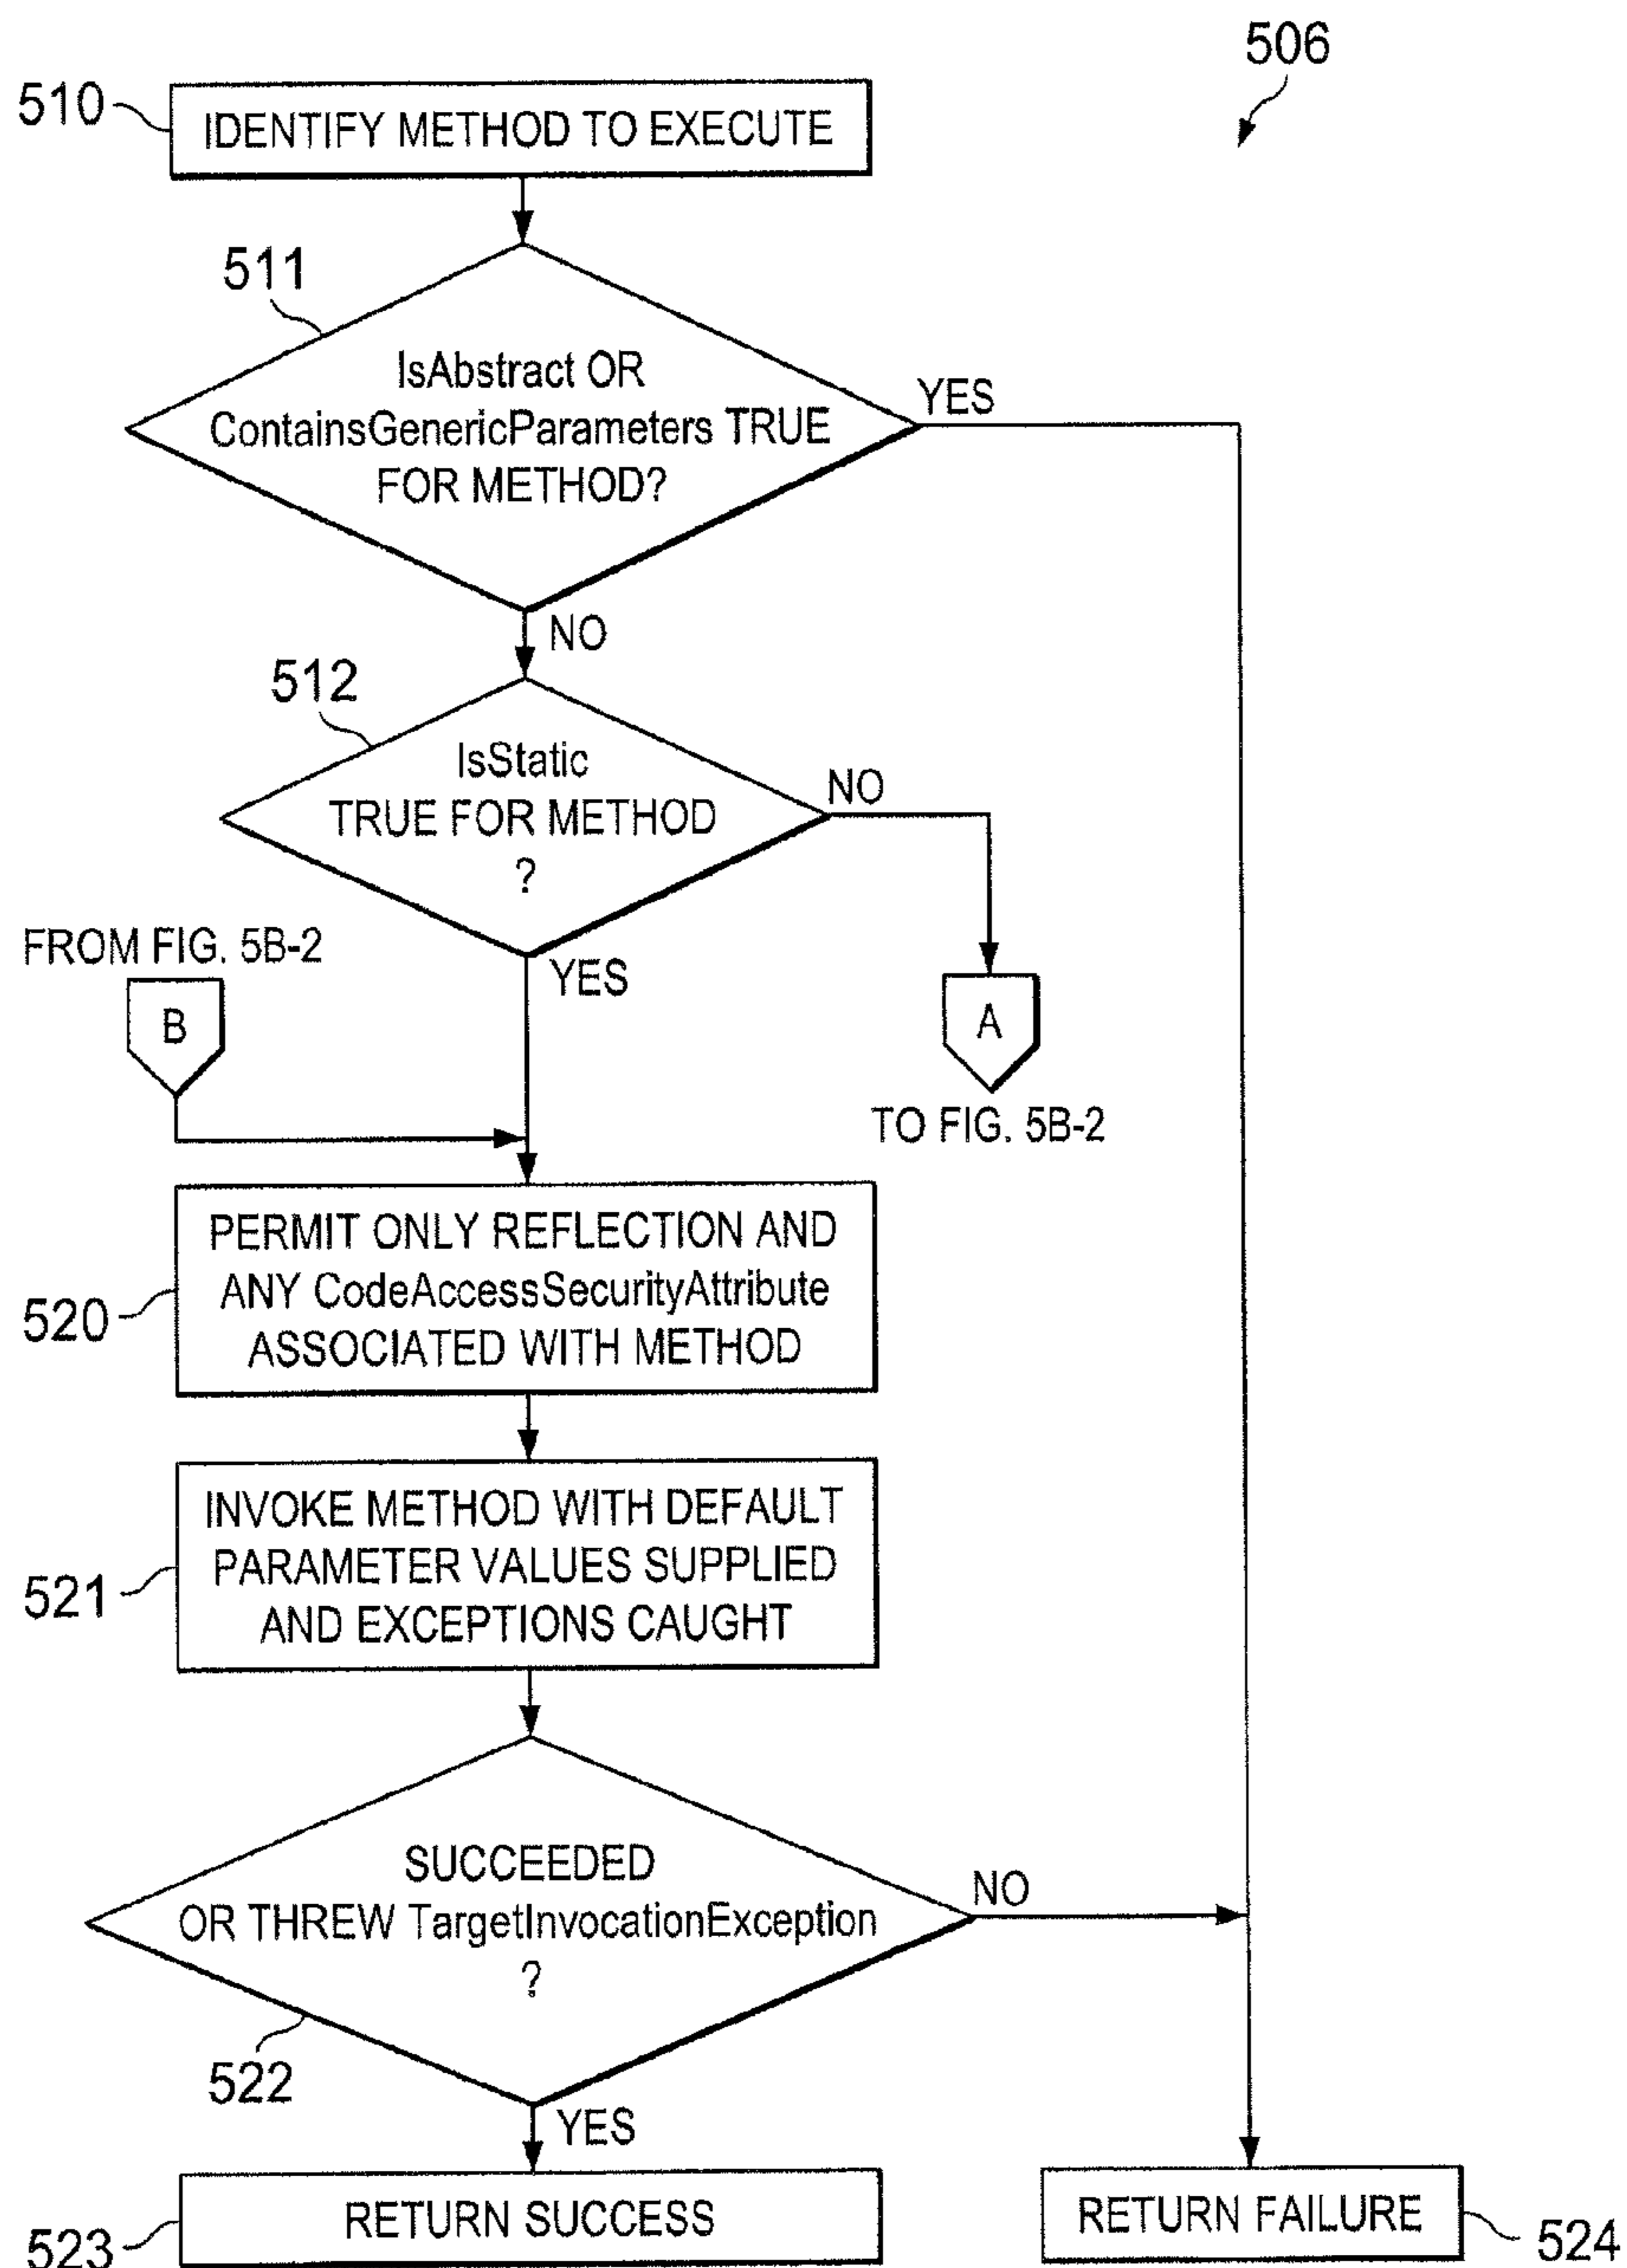 506
510
IDENTIFY METHOD TO EXECUTE
511
IsAbstract OR
ContainsGenericParameters TRUE
FOR METHOD?
YES
NO
512
IsStatic
TRUE FOR METHOD
?
NO
YES
FROM FIG. 5B-2
B
A
TO FIG. 5B-2
520
PERMIT ONLY REFLECTION AND
ANY CodeAccessSecurityAttribute
ASSOCIATED WITH METHOD
521
INVOKE METHOD WITH DEFAULT
PARAMETER VALUES SUPPLIED
AND EXCEPTIONS CAUGHT
SUCCEEDED
OR THREW TargetInvocationException
?
NO
522
YES
523
RETURN SUCCESS
RETURN FAILURE
524